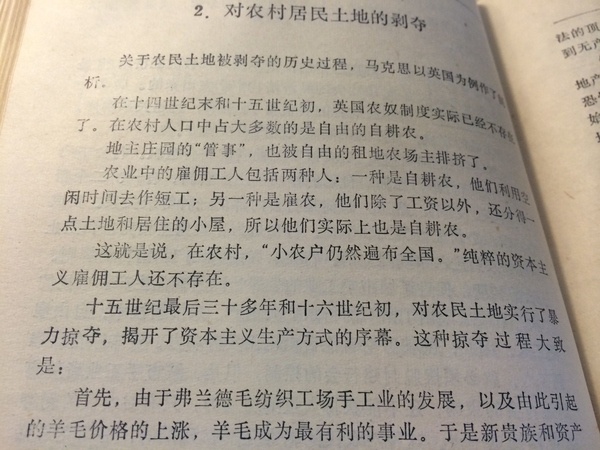 2．对农村居民土地的剥夺
关于农民土地被剥夺的历史过程，马克思以英国为例作了
析。
在十四世纪末和十五世纪初，英国农奴制度实际已经不存在
了。在农村人口中占大多数的是自由的自耕农。
地主庄园的“管事”，也被自由的租地农场主排挤了。
农业中的雇佣工人包括两种人：一种是自耕农，他们利用空
闲时间去作短工；另一种是雇农，他们除了工资以外，还分得一
点土地和居住的小屋，所以他们实际上也是自耕农。
这就是说，在农村，“小农户仍然遍布全国。”纯粹的资本主
义雇佣工人还不存在。
十五世纪最后三十多年和十六世纪初，对农民土地实行了暴
力掠夺，揭开了资本主义生产方式的序幕。这种掠夺过程大致
是：
首先，由于弗兰德毛纺织工场手工业的发展，以及由此引起
的羊毛价格的上涨，羊毛成为最有利的事业。于是新贵族和资产
法的顶
到无产
地产
恐
始